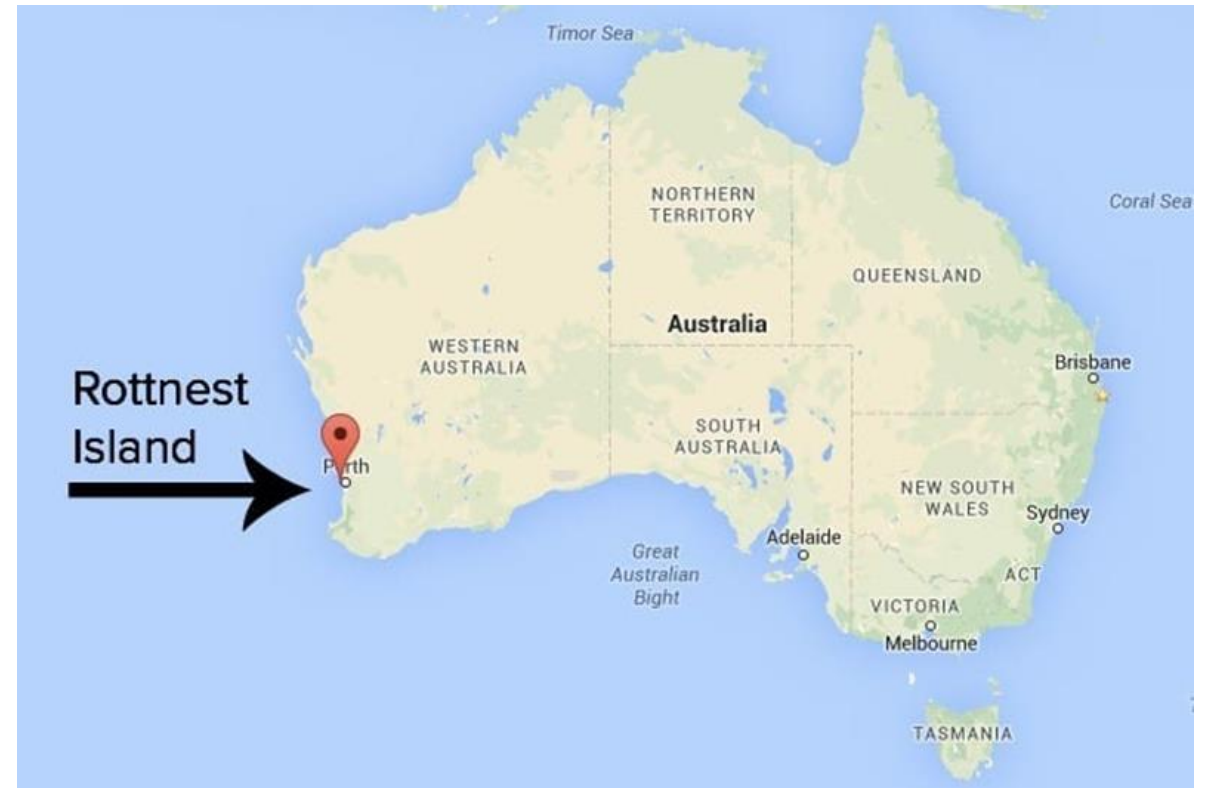 Timor Sea
Coral Sea
NORTHERN
TERRITORY
QUEENSLAND
Australia
WESTERN
AUSTRALIA
Brisbane
Rottnest
Island
SOUTH
AUSTRALIA
Perth
NEW SOUTH
WALES
Sydney
Adelaide
Great
Australian
Bight
ACT
VICTORIA
Melbourne
TASMANIA